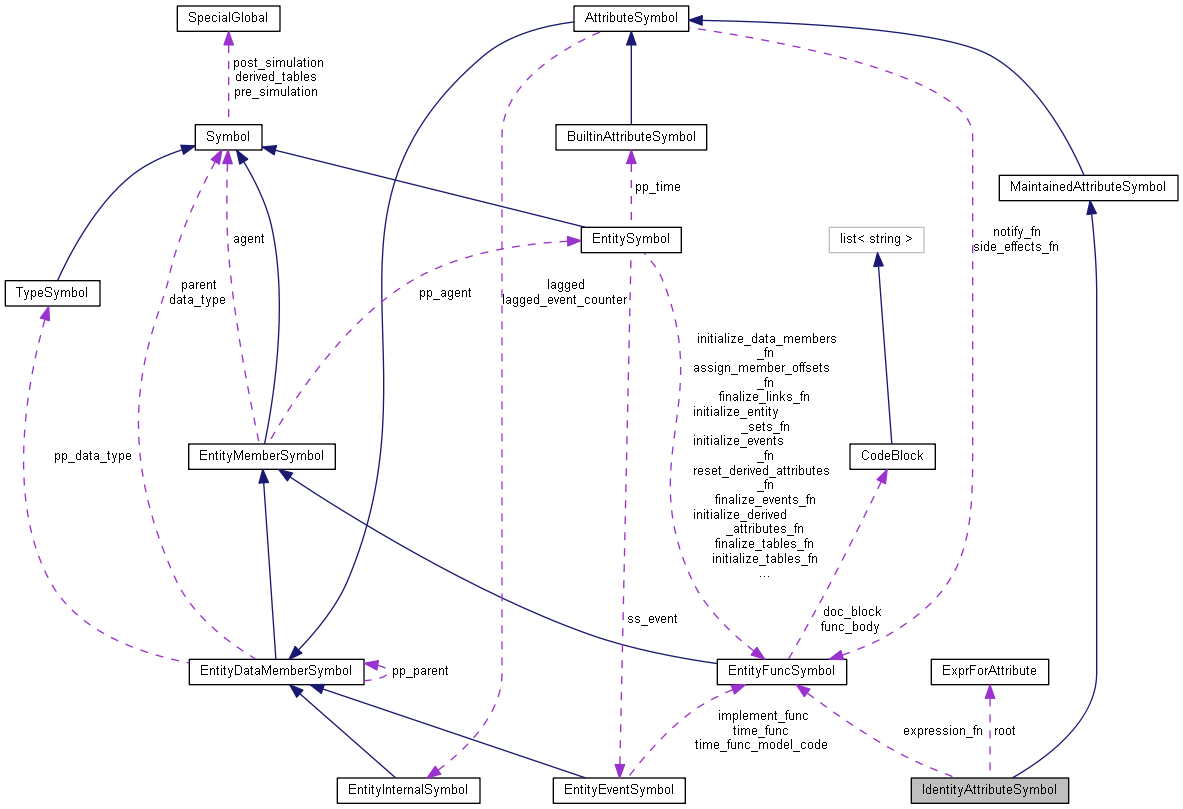 SpecialGlobal
AttributeSymbol
post_simulation
derived_tables
pre_simulation
Symbol
BuiltinAttributeSymbol
pp_time
MaintainedAttributeSymbol
agent
EntitySymbol
list< string >
notify_fn
side_effects_fn
TypeSymbol
parent
data_type
pp_agent
lagged
lagged_event_counter
initialize_data_members
_fn
assign_member_offsets
_fn
finalize_links_fn
initialize_entity
_sets_fn
initialize_events
_fn
reset_derived_attributes
_fn
finalize_events_fn
initialize_derived
_attributes_fn
finalize_tables_fn
initialize_tables_fn
...
pp_data_type
EntityMemberSymbol
CodeBlock
ss_event
doc_block
func_body
EntityDataMemberSymbol
pp_parent
EntityFuncSymbol
ExprForAttribute
implement_func
time_func
time_func_model_code
expression_fn
root
EntityInternalSymbol
EntityEventSymbol
IdentityAttributeSymbol